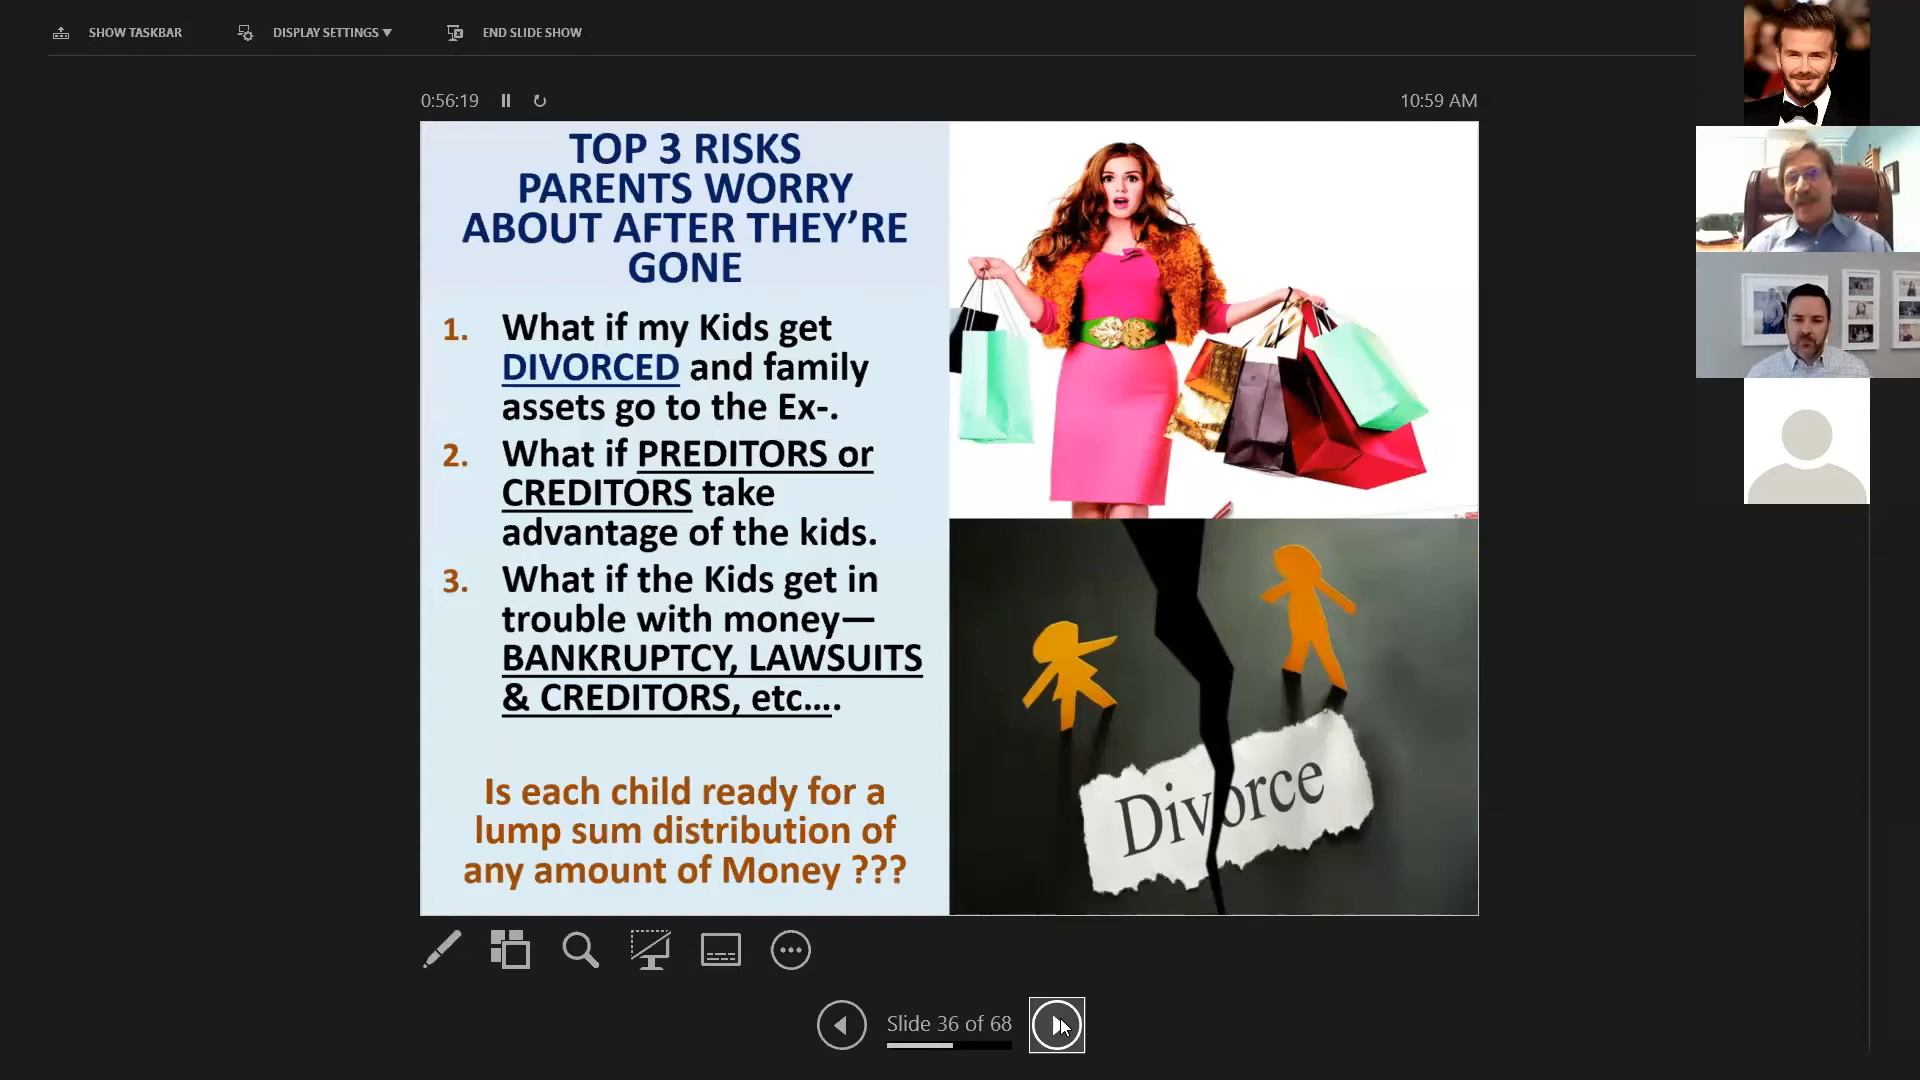 SHOW TASKBAR
DISPLAY SETTINGS ▼
END SLIDE SHOW
0:56:19
10:59 AM
TOP 3 RISKS
PARENTS WORRY
ABOUT AFTER THEY’RE
GONE
1. What if my Kids get
DIVORCED and family
assets go to the Ex-.
2. What if PREDITORS or
CREDITORS take
advantage of the kids.
3. What if the Kids get in
trouble with money—
BANKRUPTCY, LAWSUITS
& CREDITORS, etc….
Is each child ready for a
lump sum distribution of
any amount of Money ???
Divorce
Slide 36 of 68